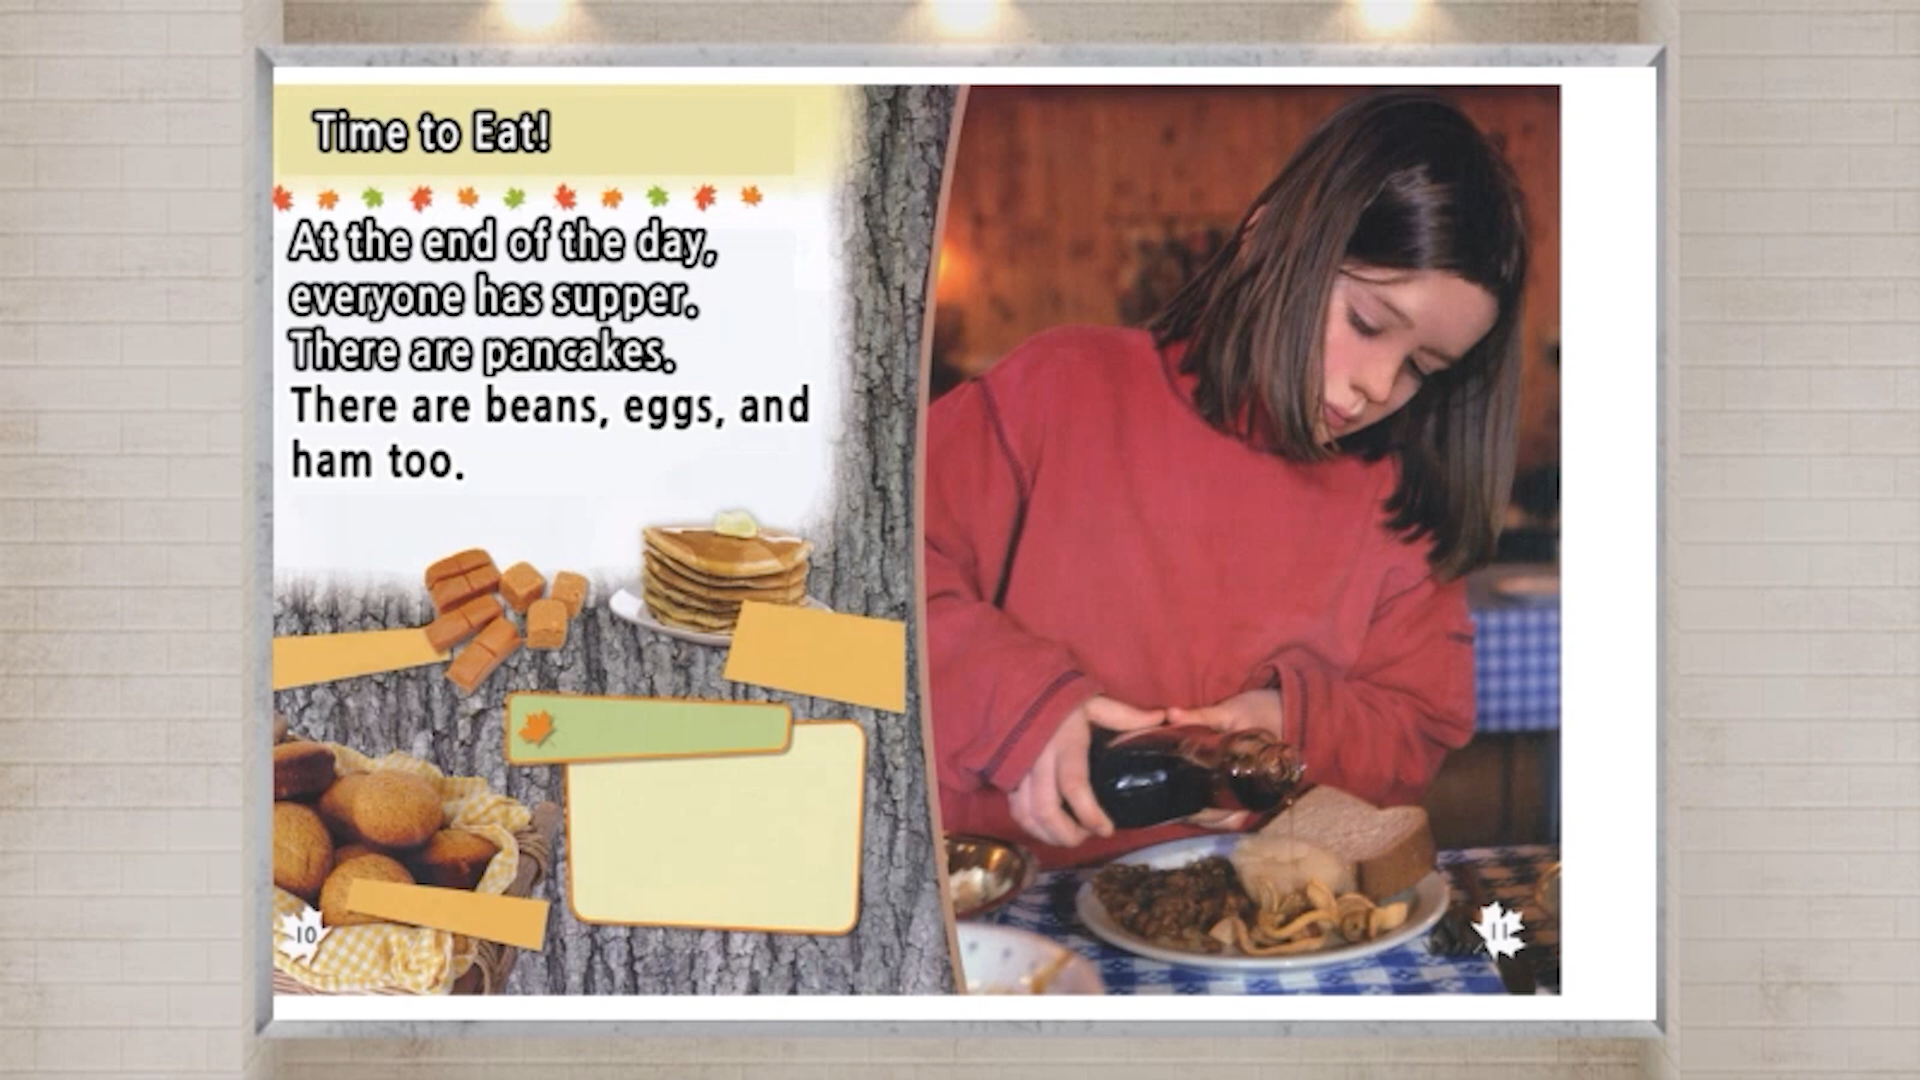 Time to Eat!
At the end of the day,
everyone has supper.
There are pancakes.
There are beans, eggs, and
ham too.
10
11